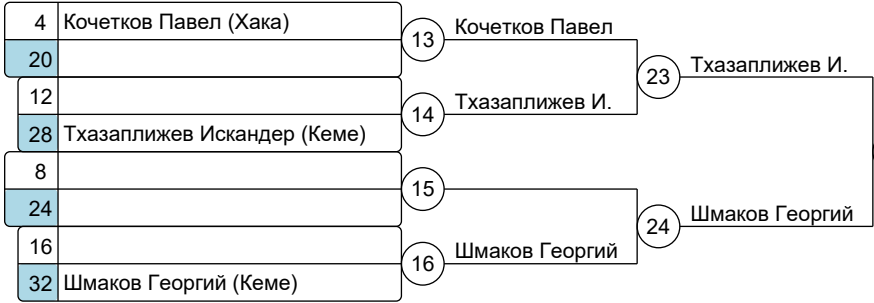 4 Кочетков Павел (Хака)
20
12
28 Тхазаплижев Искандер (Кеме)
8
24
16
32 Шмаков Георгий (Кеме)
13 Кочетков Павел
14 Тхазаплижев И.
15
16 Шмаков Георгий
23 Тхазаплижев И.
24 Шмаков Георгий